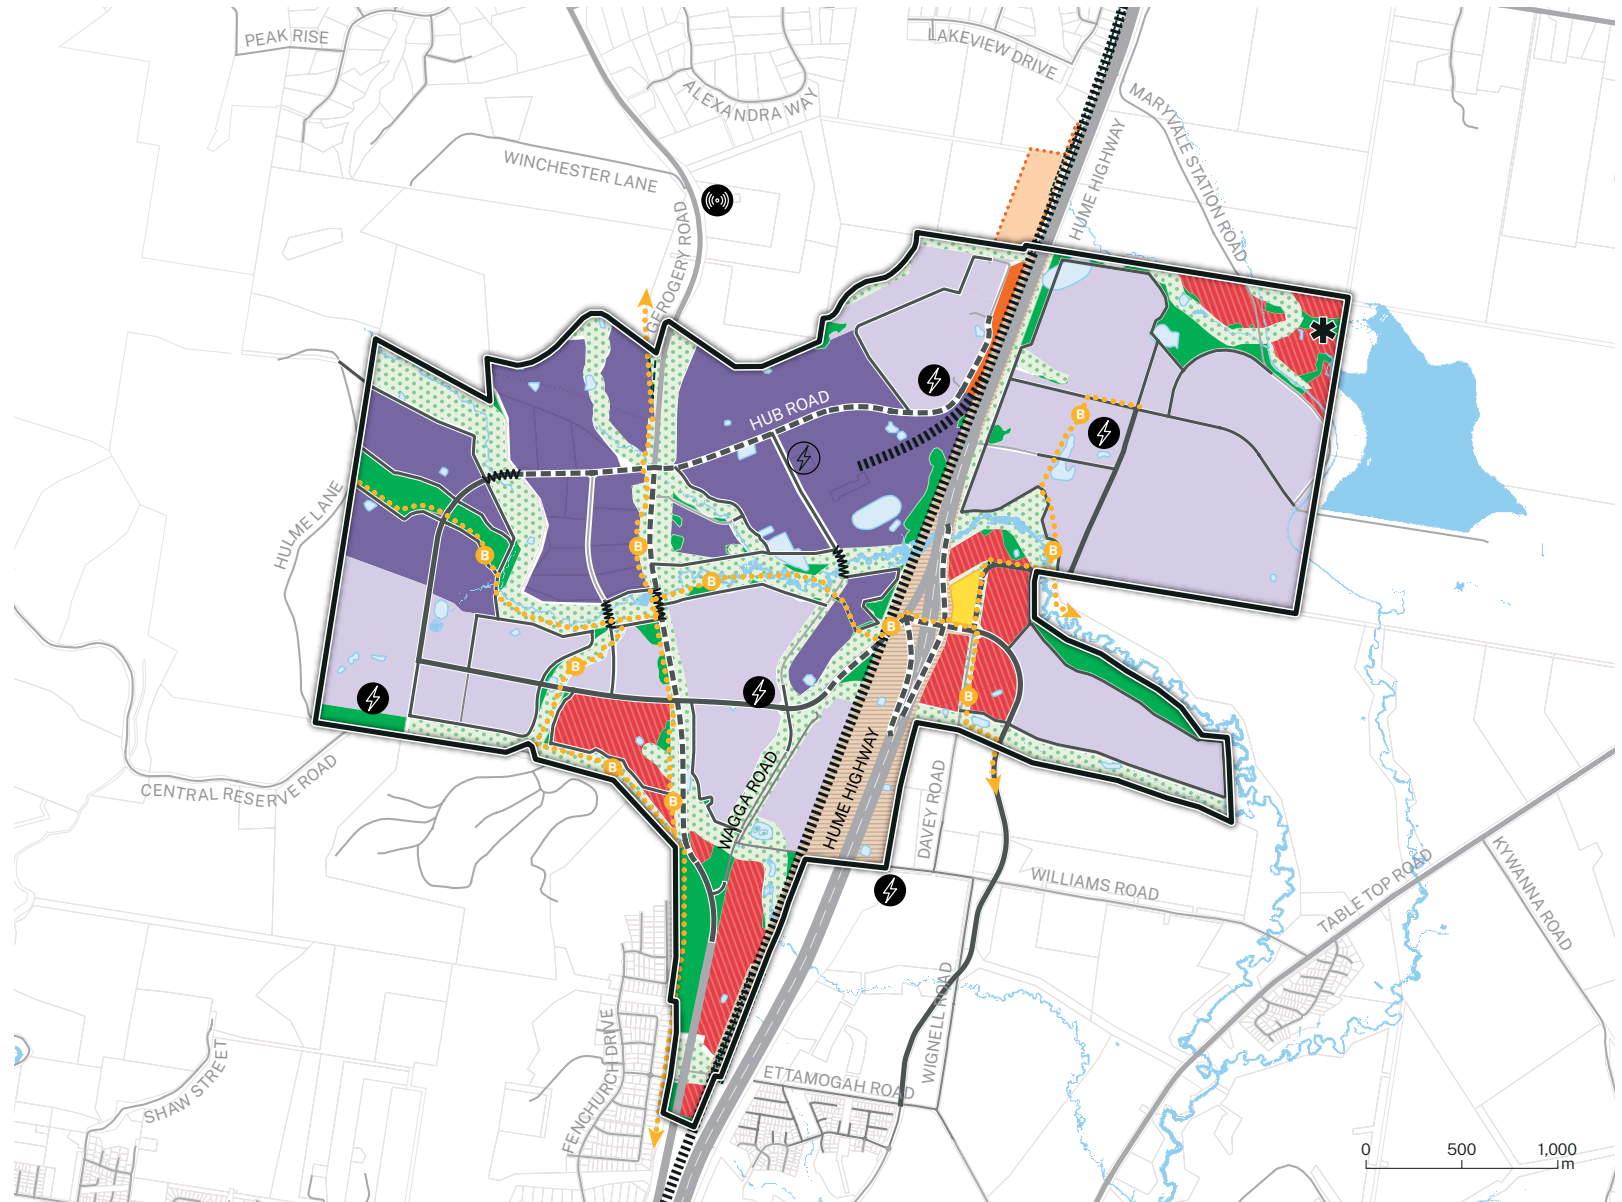 PEAK RISE
LAKEVIEW DRIVE
ALEXANDRA WAY
MARYVALE STATION ROAD
HUME HIGHWAY
WINCHESTER LANE
GEROGERY ROAD
HUB ROAD
B
B
HULME LANE
B
B
B
B
B
B
B
B
B
WAGGA ROAD
HUME HIGHWAY
CENTRAL RESERVE ROAD
DAVEY ROAD
WILLIAMS ROAD
TABLE TOP ROAD
KYWANNA ROAD
WIGNELL ROAD
FENCHURCH DRIVE
SHAW STREET
ETTAMOGAH ROAD
0 500 1,000
m